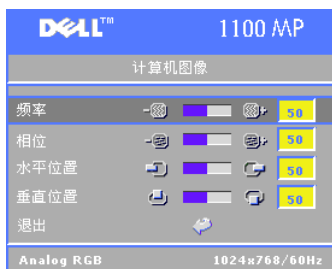 DELL™ 1100 MP
计算机图像
频率 - + 50
相位 - + 50
水平位置 50
垂直位置 50
退出
Analog RGB 1024x768/60Hz